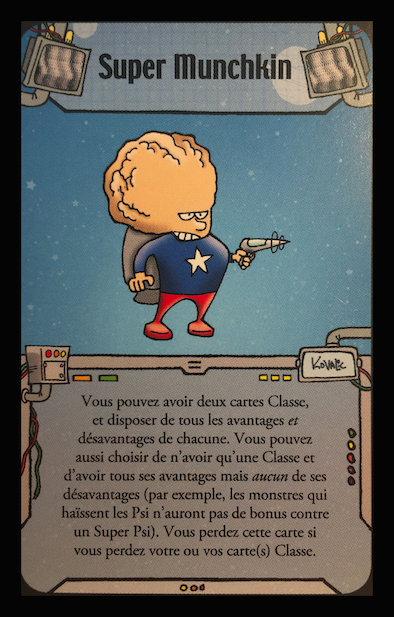 Super Munchkin
KOVALIC
Vous pouvez avoir deux cartes Classe,
et disposer de tous les avantages et
désavantages de chacune. Vous pouvez
aussi choisir de n'avoir qu'une Classe et
d'avoir tous ses avantages mais aucun de ses
désavantages (par exemple, les monstres qui
haïssent les Psi n'auront pas de bonus contre
un Super Psi). Vous perdez cette carte si
vous perdez votre ou vos carte(s) Classe.